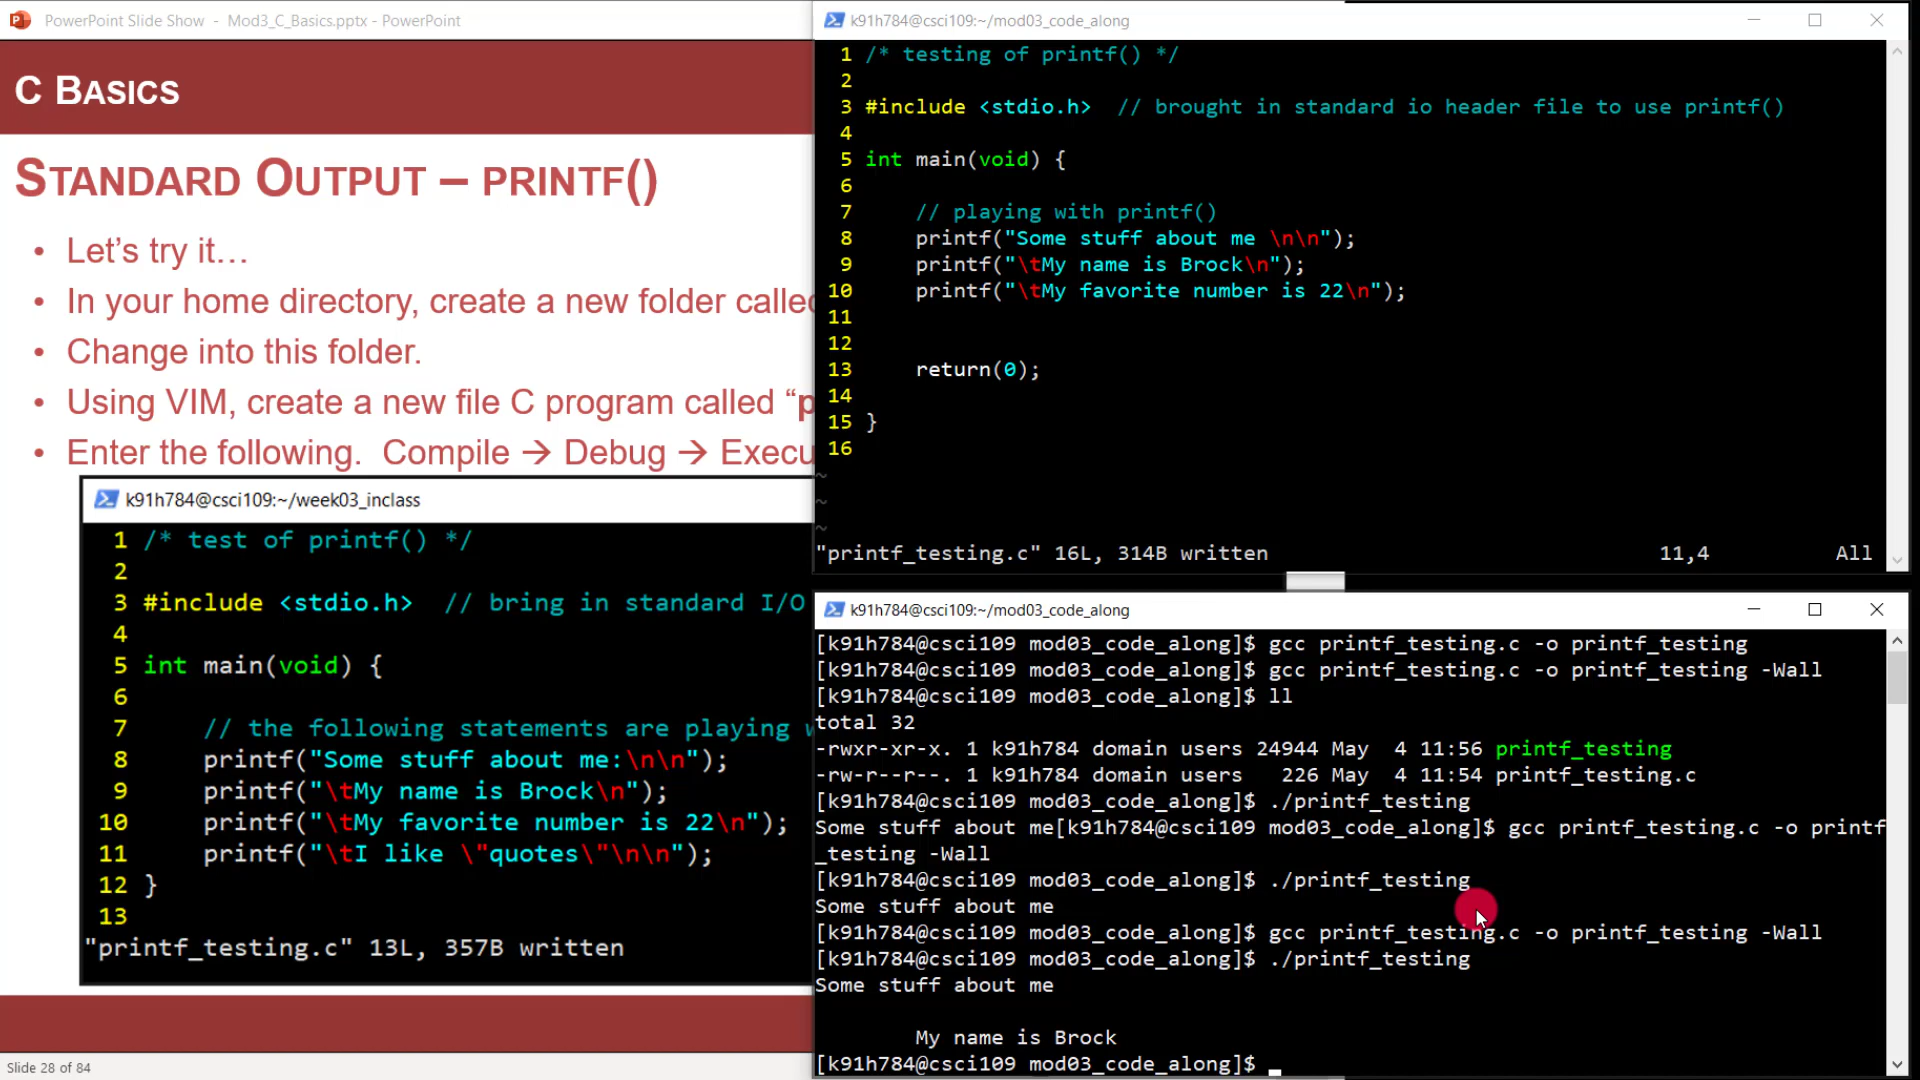 PowerPoint Slide Show - Mod3_C_Basics.pptx - PowerPoint
C BASICS
STANDARD OUTPUT – PRINTF()
• Let's try it…
• In your home directory, create a new folder called
• Change into this folder.
• Using VIM, create a new file C program called “p
• Enter the following. Compile → Debug → Execu
k91h784@csci109:~/week03_inclass
1 /* test of printf() */
2
3 #include <stdio.h> // bring in standard I/O
4
5 int main(void) {
6
7 // the following statements are playing w
8 printf("Some stuff about me:\n\n");
9 printf("\tMy name is Brock\n");
10 printf("\tMy favorite number is 22\n");
11 printf("\tI like \"quotes\"\n\n");
12 }
13
"printf_testing.c" 13L, 357B written
Slide 28 of 84
k91h784@csci109:~/mod03_code_along
1 /* testing of printf() */
2
3 #include <stdio.h> // brought in standard io header file to use printf()
4
5 int main(void) {
6
7 // playing with printf()
8 printf("Some stuff about me \n\n");
9 printf("\tMy name is Brock\n");
10 printf("\tMy favorite number is 22\n");
11
12
13 return(0);
14
15 }
16
~
~
~
"printf_testing.c" 16L, 314B written 11,4 All
k91h784@csci109:~/mod03_code_along
[k91h784@csci109 mod03_code_along]$ gcc printf_testing.c -o printf_testing
[k91h784@csci109 mod03_code_along]$ gcc printf_testing.c -o printf_testing -Wall
[k91h784@csci109 mod03_code_along]$ ll
total 32
-rwxr-xr-x. 1 k91h784 domain users 24944 May  4 11:56 printf_testing
-rw-r--r--. 1 k91h784 domain users   226 May  4 11:54 printf_testing.c
[k91h784@csci109 mod03_code_along]$ ./printf_testing
Some stuff about me[k91h784@csci109 mod03_code_along]$ gcc printf_testing.c -o printf
_testing -Wall
[k91h784@csci109 mod03_code_along]$ ./printf_testing
Some stuff about me
[k91h784@csci109 mod03_code_along]$ gcc printf_testing.c -o printf_testing -Wall
[k91h784@csci109 mod03_code_along]$ ./printf_testing
Some stuff about me
My name is Brock
[k91h784@csci109 mod03_code_along]$